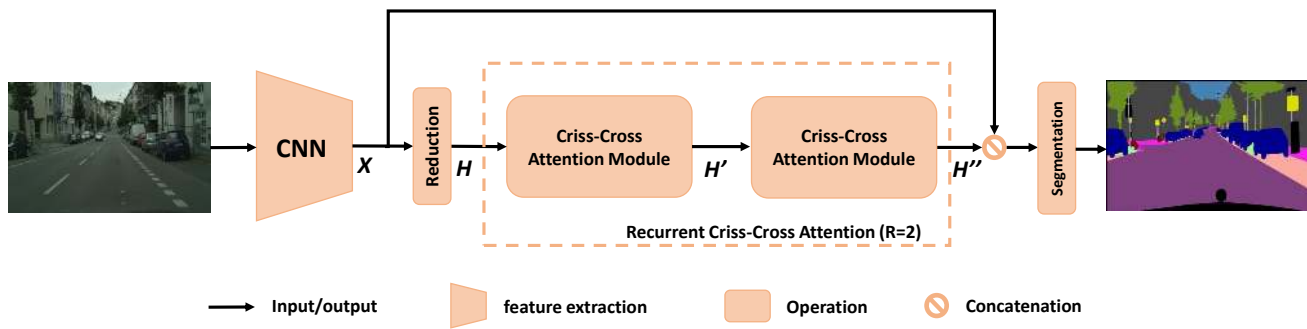 CNN
X
Reduction
H
Criss-Cross
Attention Module
H'
Criss-Cross
Attention Module
H''
Segmentation
Recurrent Criss-Cross Attention (R=2)
Input/output
feature extraction
Operation
Concatenation